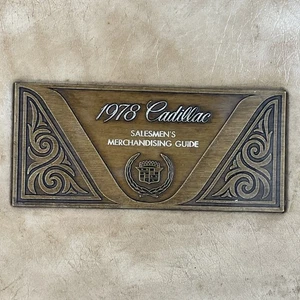 1978 Cadillac
SALESMEN'S
MERCHANDISING GUIDE